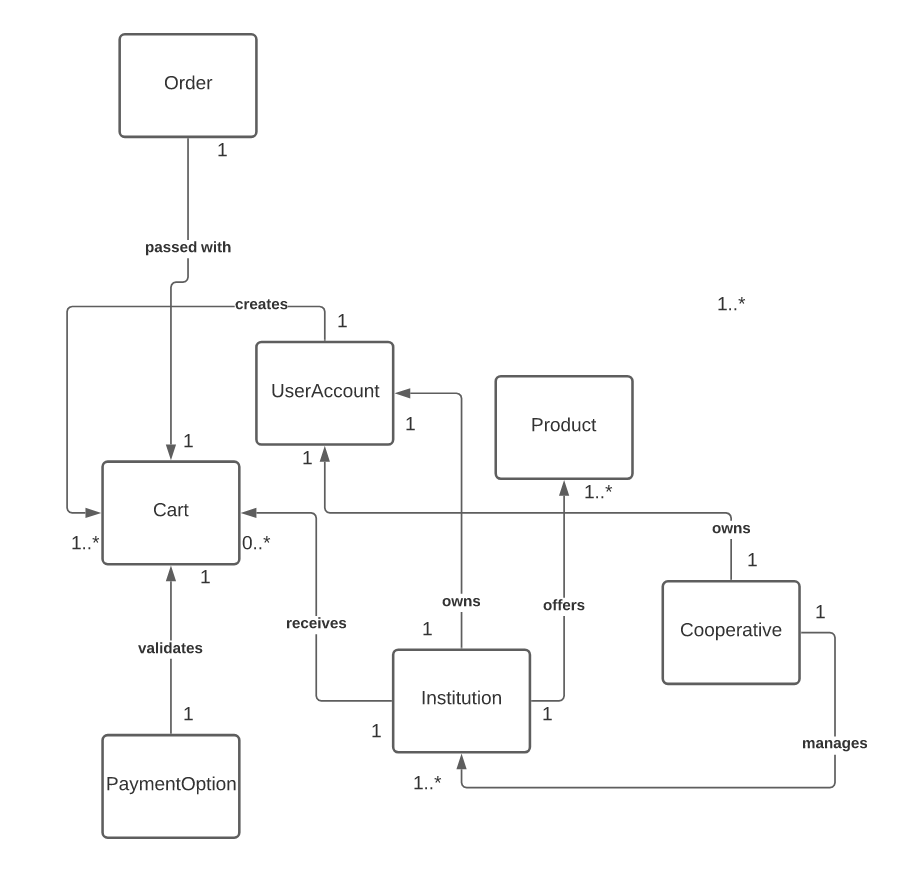 Order
1
passed with
creates
1..*
1
UserAccount
Product
1
1
1
1..*
Cart
owns
1..*
0..*
1
1
owns
offers
1
receives
1
Cooperative
validates
Institution
1
1
1
manages
1..*
PaymentOption